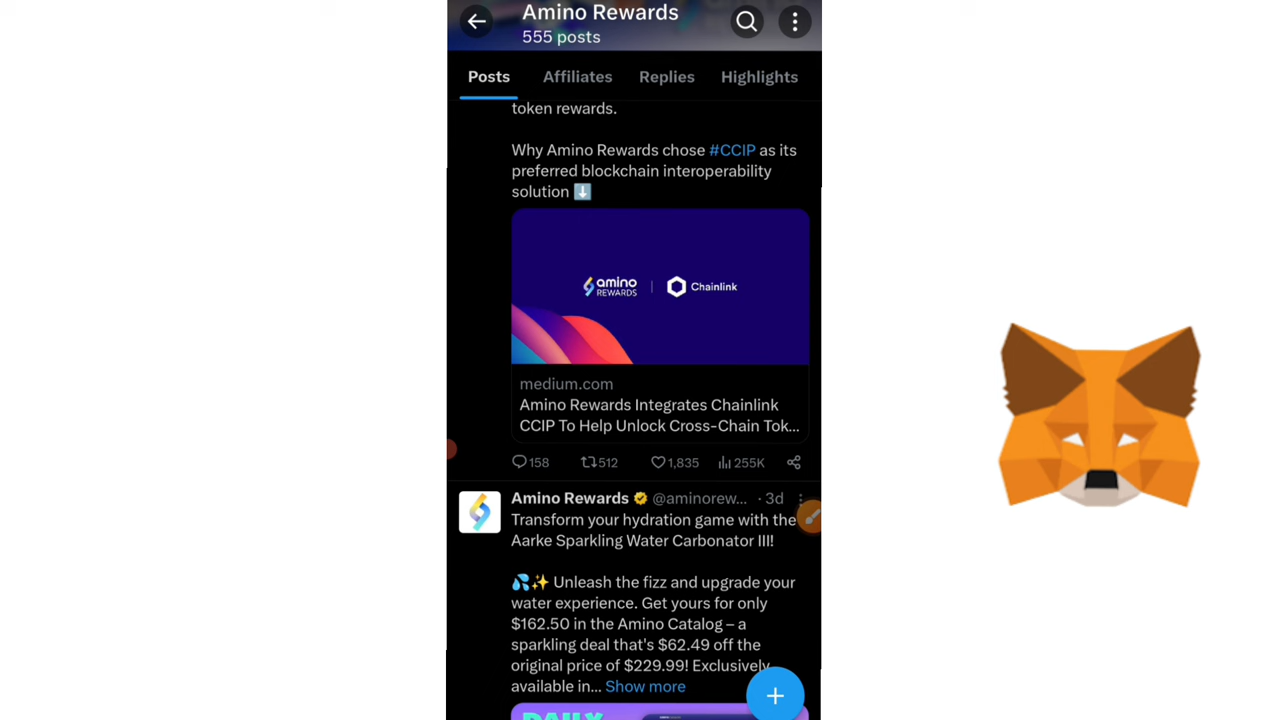 Amino Rewards
555 posts
Posts Affiliates Replies Highlights
token rewards.
Why Amino Rewards chose #CCIP as its
preferred blockchain interoperability
solution ⬇️
amino REWARDS | Chainlink
medium.com
Amino Rewards Integrates Chainlink
CCIP To Help Unlock Cross-Chain Tok...
158 512 1,835 255K
Amino Rewards @aminorew... · 3d
Transform your hydration game with the
Aarke Sparkling Water Carbonator III!
💦✨ Unleash the fizz and upgrade your
water experience. Get yours for only
$162.50 in the Amino Catalog – a
sparkling deal that's $62.49 off the
original price of $229.99! Exclusively
available in... Show more
DAILY